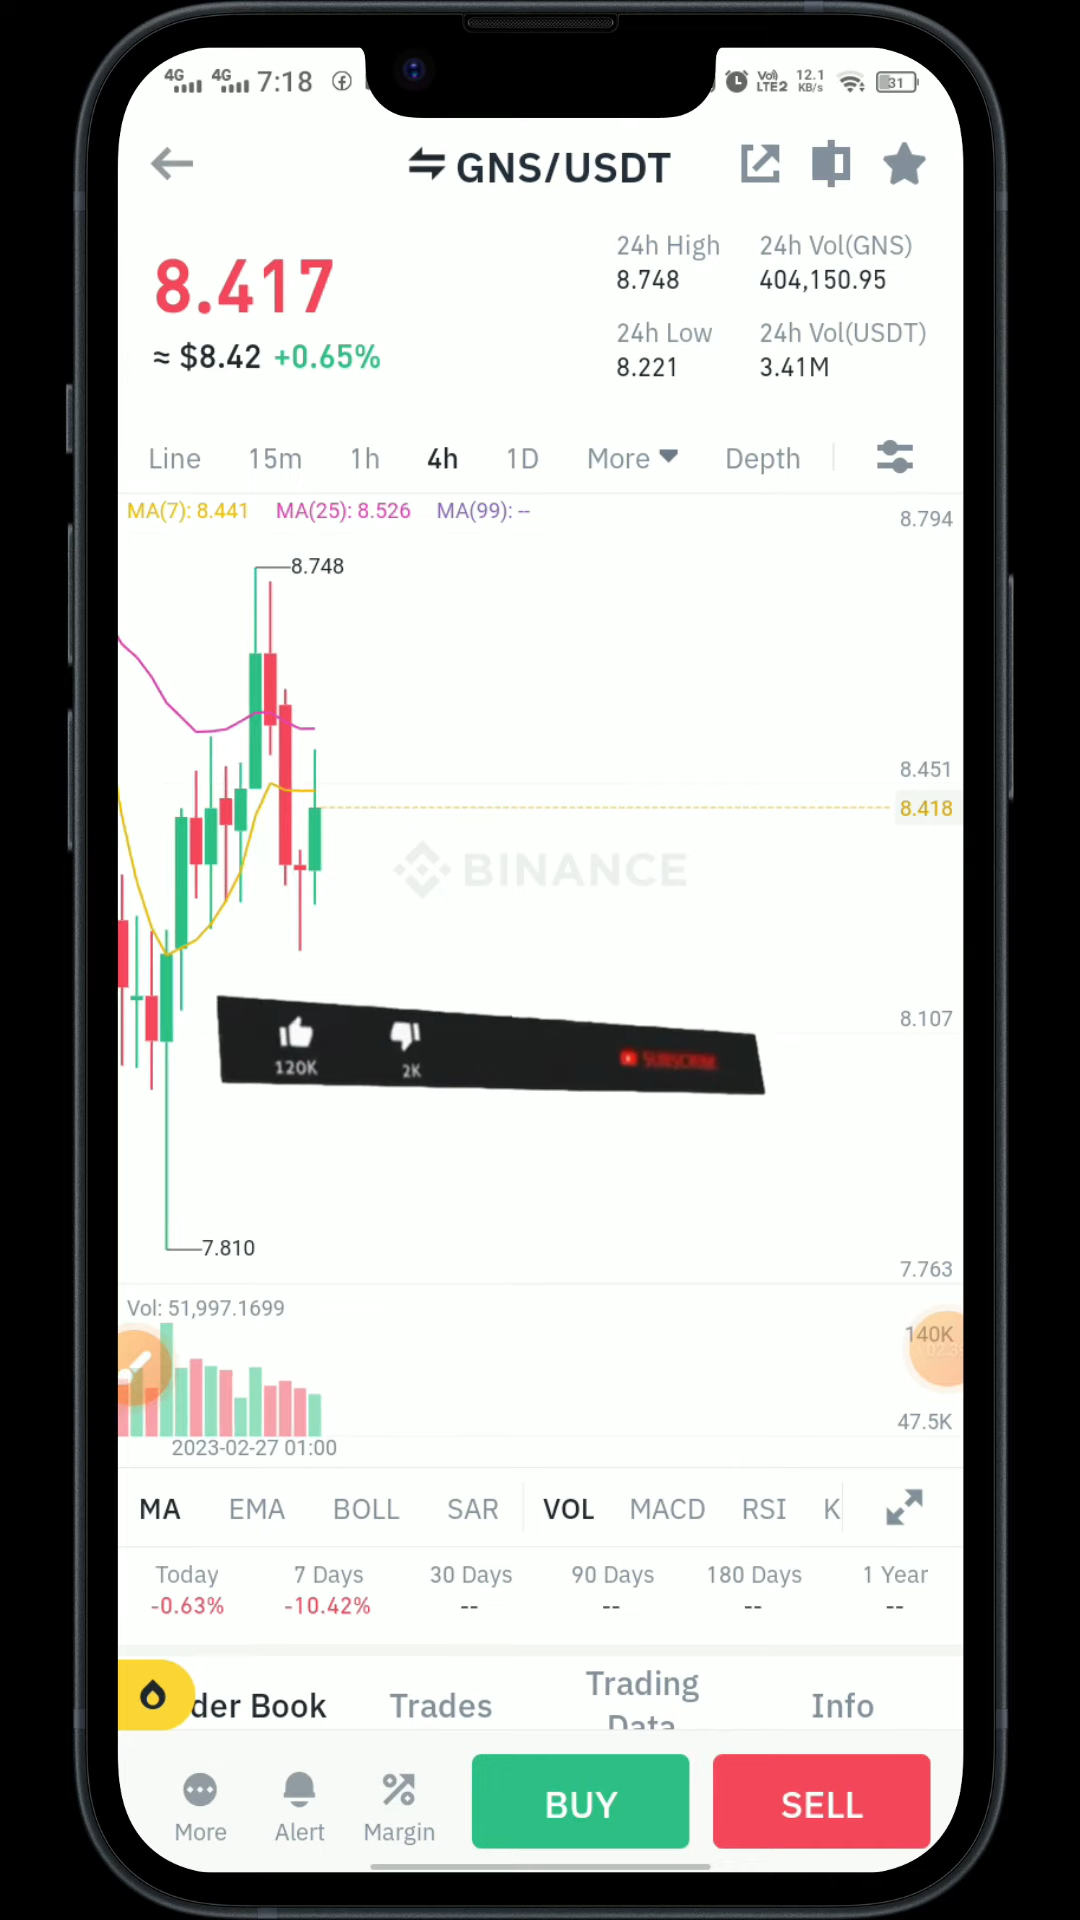 4G 4G 7:18 Vo) LTE2 12.1 KB/s 31
GNS/USDT
8.417
≈ $8.42 +0.65%
24h High
8.748
24h Vol(GNS)
404,150.95
24h Low
8.221
24h Vol(USDT)
3.41M
Line 15m 1h 4h 1D More Depth
MA(7): 8.441 MA(25): 8.526 MA(99): --
8.794
8.748
8.451
8.418
BINANCE
8.107
120K
2K
SUBSCRIBE
7.810
7.763
Vol: 51,997.1699
140K
47.5K
2023-02-27 01:00
MA EMA BOLL SAR VOL MACD RSI K
Today 7 Days 30 Days 90 Days 180 Days 1 Year
-0.63% -10.42% -- -- -- --
der Book Trades Trading Data Info
More Alert Margin BUY SELL